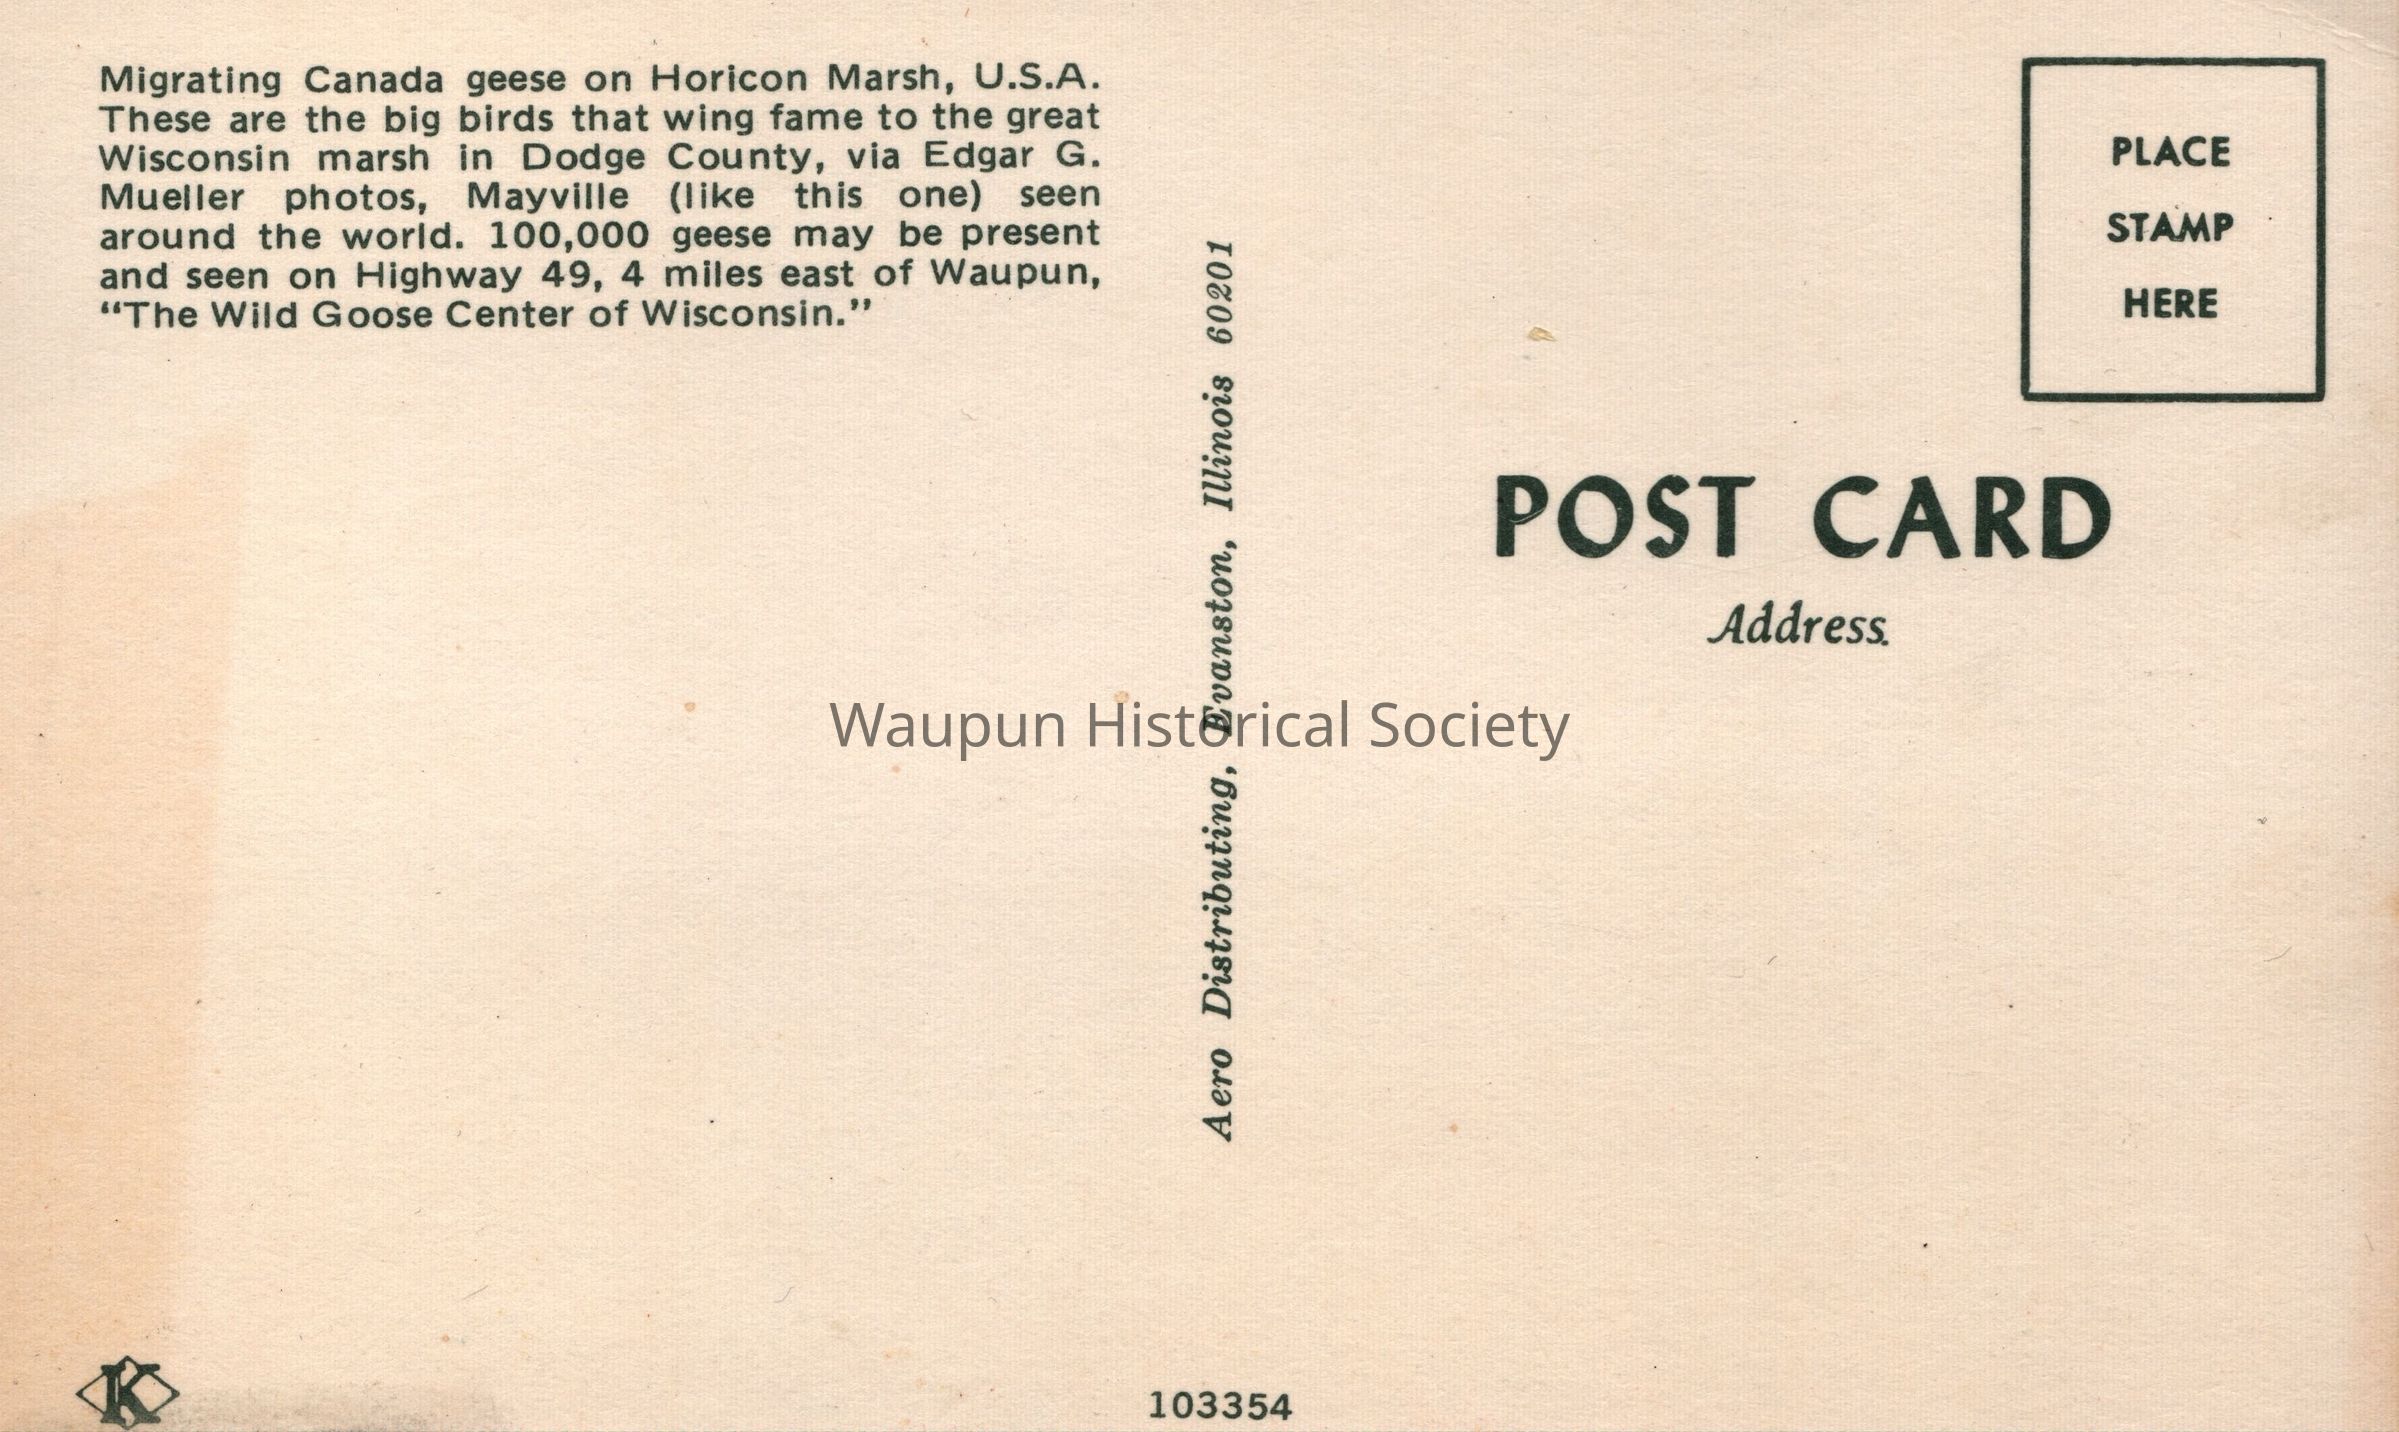 Migrating Canada geese on Horicon Marsh, U.S.A.
These are the big birds that wing fame to the great
Wisconsin marsh in Dodge County, via Edgar G.
Mueller photos, Mayville (like this one) seen
around the world. 100,000 geese may be present
and seen on Highway 49, 4 miles east of Waupun,
“The Wild Goose Center of Wisconsin.”
Aero Distributing, Evanston, Illinois 60201
PLACE
STAMP
HERE
POST CARD
Address
Waupun Historical Society
K
103354